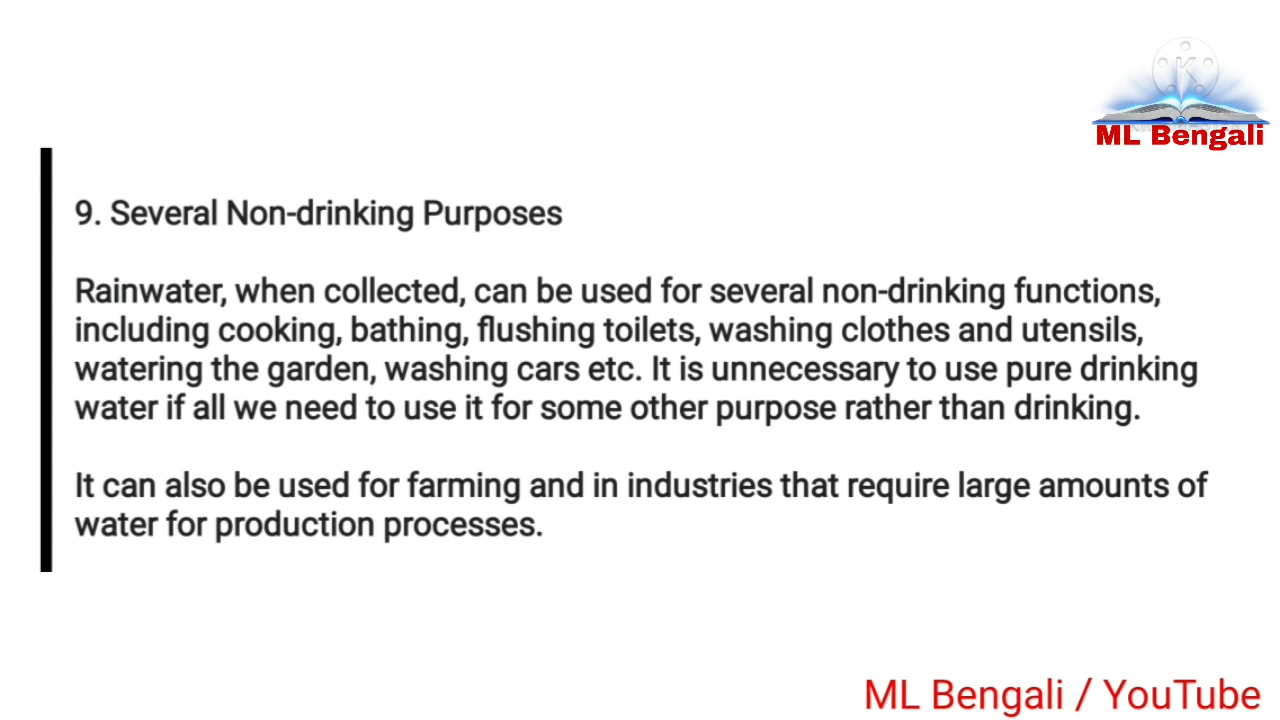 ML Bengali
9. Several Non-drinking Purposes
Rainwater, when collected, can be used for several non-drinking functions,
including cooking, bathing, flushing toilets, washing clothes and utensils,
watering the garden, washing cars etc. It is unnecessary to use pure drinking
water if all we need to use it for some other purpose rather than drinking.
It can also be used for farming and in industries that require large amounts of
water for production processes.
ML Bengali / YouTube